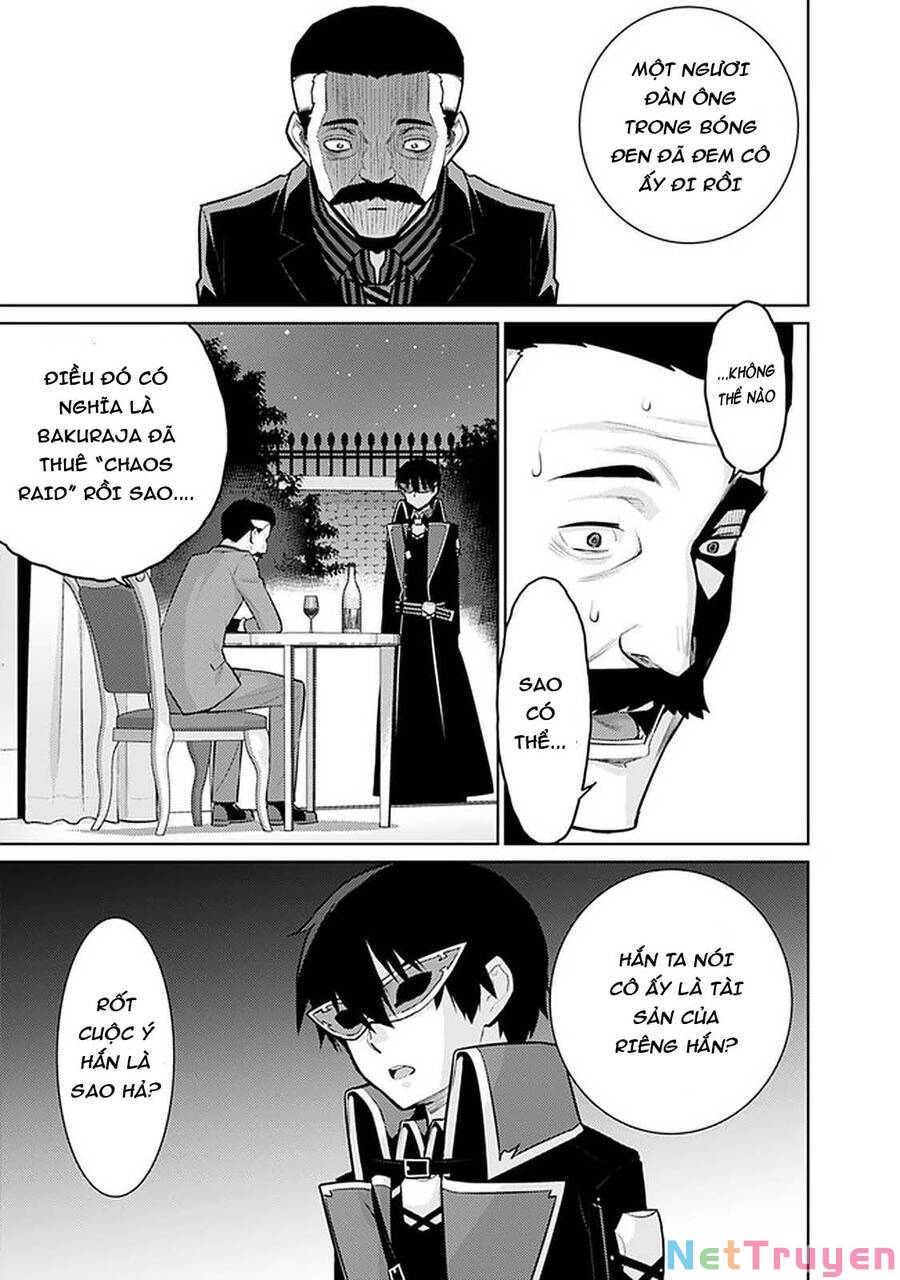 MỘT NGƯƠI
ĐÀN ÔNG
TRONG BÓNG
ĐEN ĐÃ ĐEM CÔ
ẤY ĐI RỒI
...KHÔNG
THỂ NÀO
SAO
CÓ
THỂ...
ĐIỀU ĐÓ CÓ
NGHĨA LÀ
BAKURAJA ĐÃ
THUÊ “CHAOS
RAID” RỒI SAO....
HẮN TA NÓI
CÔ ẤY LÀ TÀI
SẢN CỦA
RIÊNG HẮN?
RỐT
CUỘC Ý
HẮN LÀ
SAO HẢ?
NetTruyen